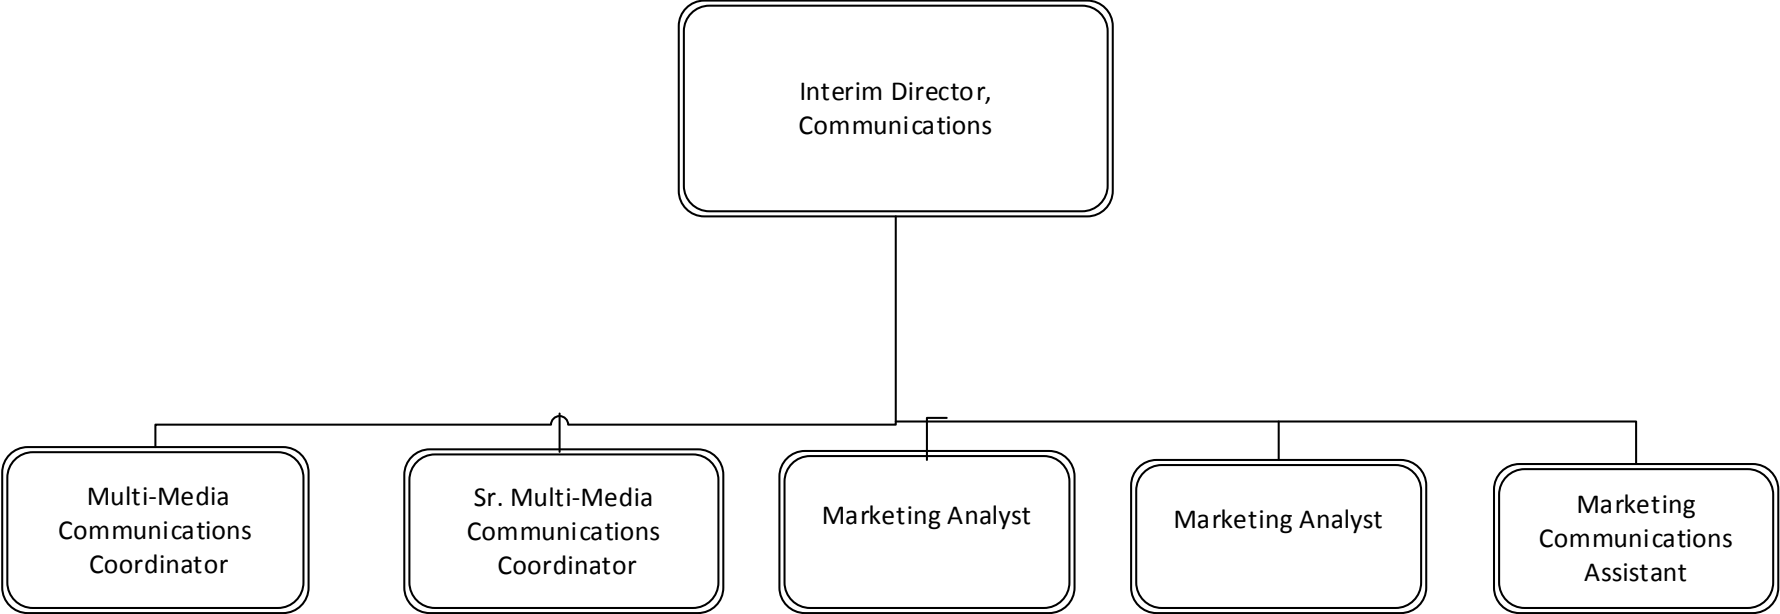 Interim Director,
Communications
Multi-Media
Communications
Coordinator
Sr. Multi-Media
Communications
Coordinator
Marketing Analyst
Marketing Analyst
Marketing
Communications
Assistant